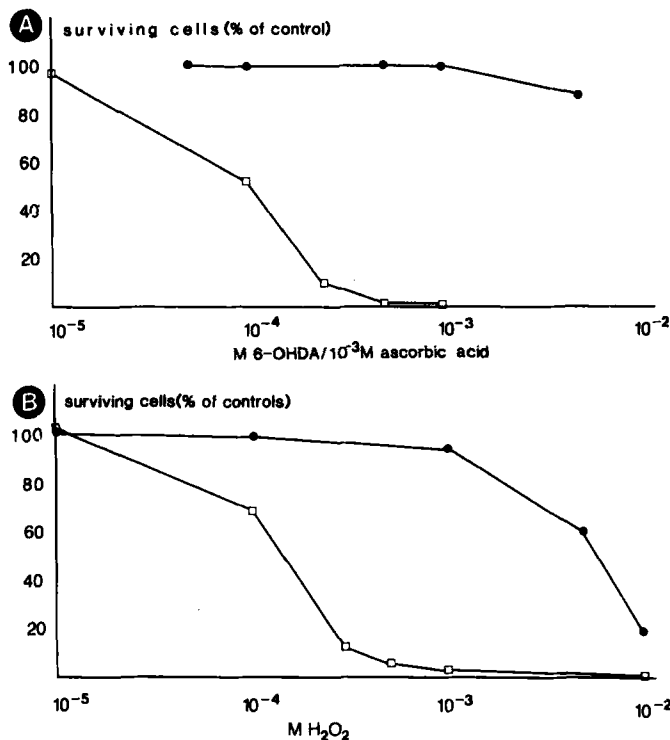 A surviving cells (% of control)
100
80
60
40
20
10⁻⁵ 10⁻⁴ 10⁻³ 10⁻²
M 6-OHDA/10⁻³M ascorbic acid
B surviving cells (% of controls)
100
80
60
40
20
10⁻⁵ 10⁻⁴ 10⁻³ 10⁻²
M H₂O₂